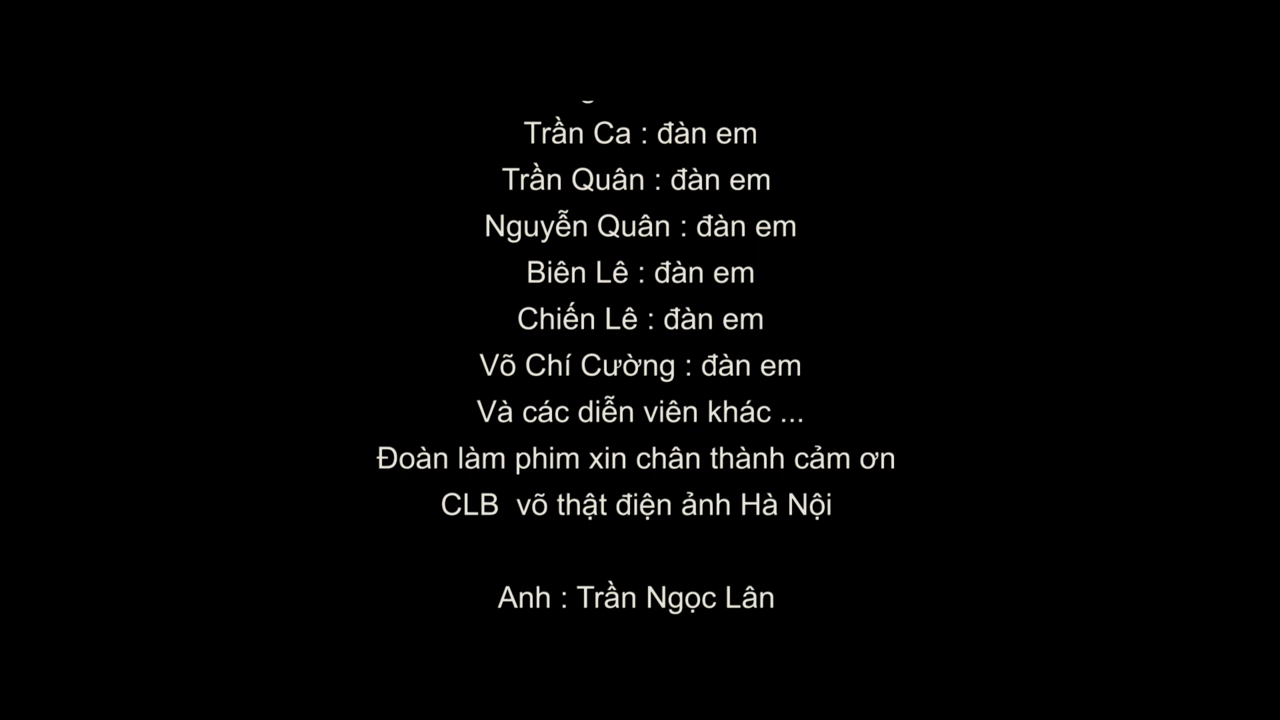 Trần Ca : đàn em
Trần Quân : đàn em
Nguyễn Quân : đàn em
Biên Lê : đàn em
Chiến Lê : đàn em
Võ Chí Cường : đàn em
Và các diễn viên khác ...
Đoàn làm phim xin chân thành cảm ơn
CLB võ thật điện ảnh Hà Nội
Anh : Trần Ngọc Lân